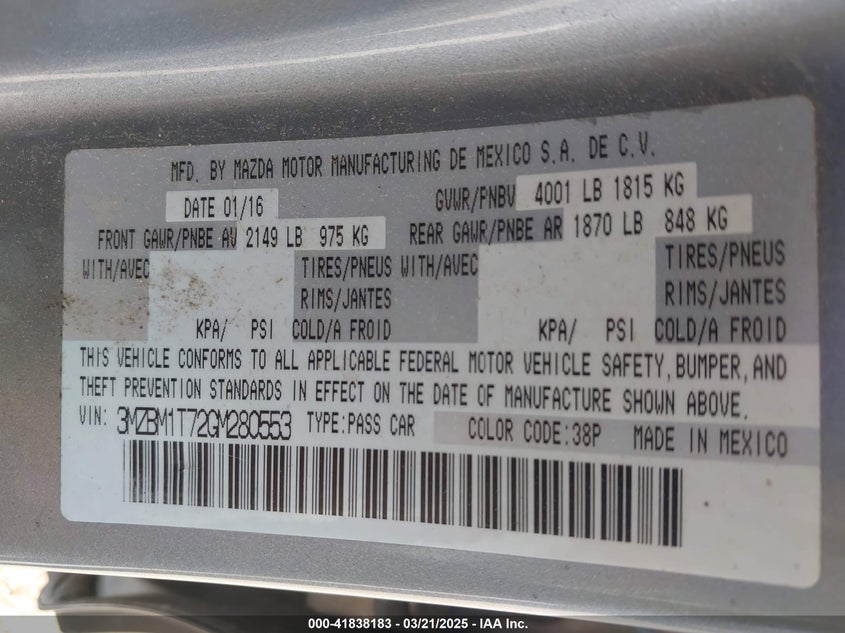 MFD. BY MAZDA MOTOR MANUFACTURING DE MEXICO S.A. DE C.V.
DATE 01/16 GVWR/PNBV 4001 LB 1815 KG
FRONT GAWR/PNBE AV 2149 LB 975 KG REAR GAWR/PNBE AR 1870 LB 848 KG
WITH/AVEC TIRES/PNEUS WITH/AVEC TIRES/PNEUS
RIMS/JANTES RIMS/JANTES
KPA/ PSI COLD/A FROID KPA/ PSI COLD/A FROID
THIS VEHICLE CONFORMS TO ALL APPLICABLE FEDERAL MOTOR VEHICLE SAFETY, BUMPER, AND
THEFT PREVENTION STANDARDS IN EFFECT ON THE DATE OF MANUFACTURE SHOWN ABOVE.
VIN: 3MZBM1T72GM280553 TYPE:PASS CAR COLOR CODE:38P MADE IN MEXICO
000-41838183 - 03/21/2025 - IAA Inc.